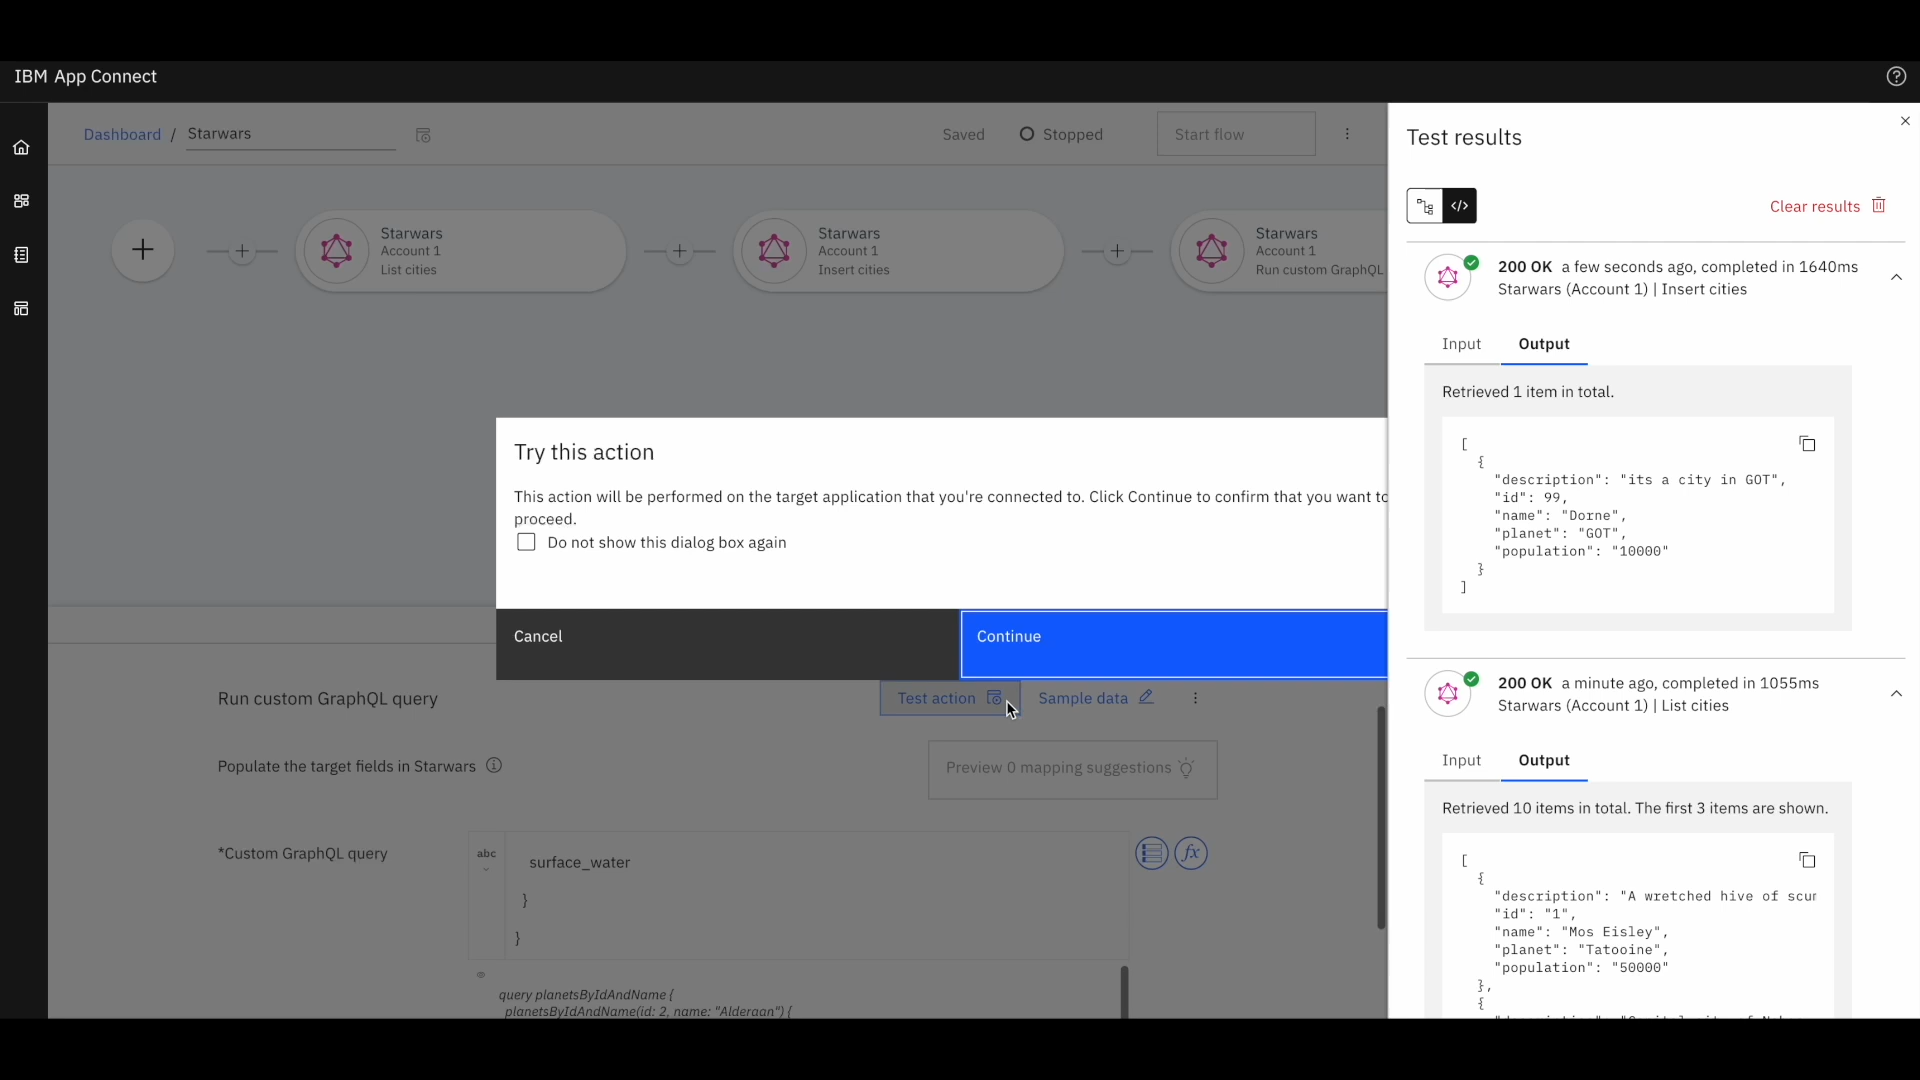 IBM App Connect
Dashboard / Starwars
Saved
Stopped
Start flow
Starwars
Account 1
List cities
Starwars
Account 1
Insert cities
Starwars
Account 1
Run custom GraphQL
Try this action
This action will be performed on the target application that you're connected to. Click Continue to confirm that you want to
proceed.
Do not show this dialog box again
Cancel
Continue
Run custom GraphQL query
Test action
Sample data
Populate the target fields in Starwars
Preview 0 mapping suggestions
*Custom GraphQL query
abc
surface_water
}
}
fx
query planetsByIdAndName {
planetsByIdAndName(id: 2, name: "Alderaan") {
Test results
</>
Clear results
200 OK a few seconds ago, completed in 1640ms
Starwars (Account 1) | Insert cities
Input
Output
Retrieved 1 item in total.
[
{
"description": "its a city in GOT",
"id": 99,
"name": "Dorne",
"planet": "GOT",
"population": "10000"
}
]
200 OK a minute ago, completed in 1055ms
Starwars (Account 1) | List cities
Input
Output
Retrieved 10 items in total. The first 3 items are shown.
[
{
"description": "A wretched hive of scum
"id": "1",
"name": "Mos Eisley",
"planet": "Tatooine",
"population": "50000"
},
{